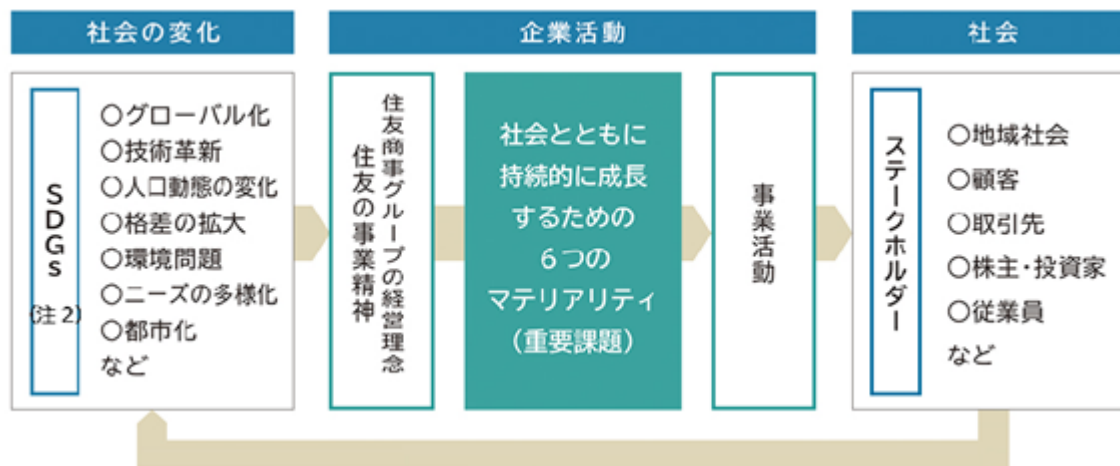 社会の変化
企業活動
社会
SDGs
(注2)
○グローバル化
○技術革新
○人口動態の変化
○格差の拡大
○環境問題
○ニーズの多様化
○都市化
など
住友商事グループの経営理念
住友の事業精神
社会とともに
持続的に成長
するための
6つの
マテリアリティ
(重要課題)
事業活動
ステークホルダー
○地域社会
○顧客
○取引先
○株主・投資家
○従業員
など